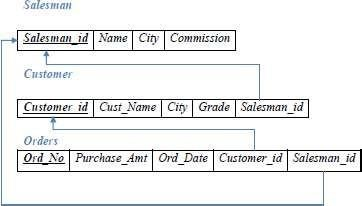 Salesman
Salesman_id Name City Commission
Customer
Customer_id Cust_Name City Grade Salesman_id
Orders
Ord_No Purchase_Amt Ord_Date Customer_id Salesman_id